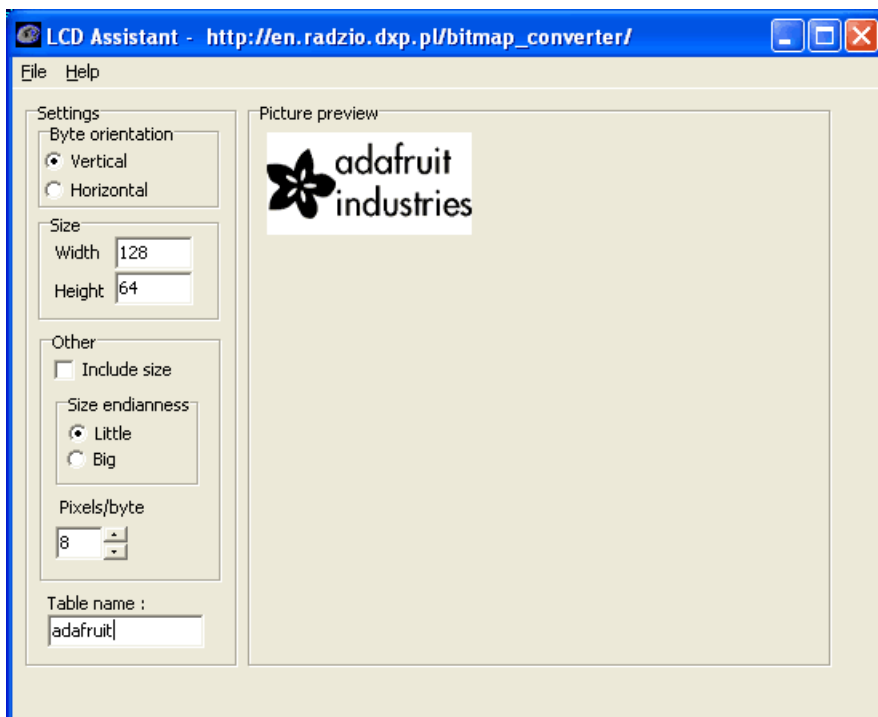 LCD Assistant - http://en.radzio.dxp.pl/bitmap_converter/
File Help
Settings
Byte orientation
Vertical
Horizontal
Size
Width 128
Height 64
Other
Include size
Size endianness
Little
Big
Pixels/byte
8
Table name :
adafruit
Picture preview
adafruit
industries